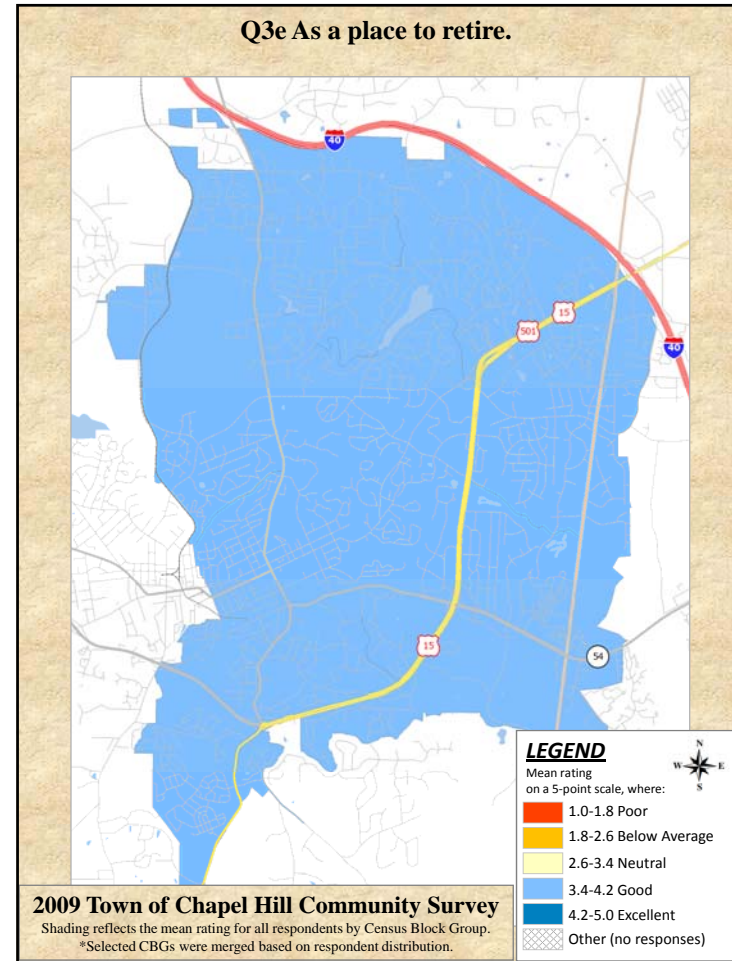 Q3e As a place to retire.
40
15
501
40
15
54
LEGEND
Mean rating
on a 5-point scale, where:
N
W E
S
1.0-1.8 Poor
1.8-2.6 Below Average
2.6-3.4 Neutral
3.4-4.2 Good
4.2-5.0 Excellent
Other (no responses)
2009 Town of Chapel Hill Community Survey
Shading reflects the mean rating for all respondents by Census Block Group.
*Selected CBGs were merged based on respondent distribution.